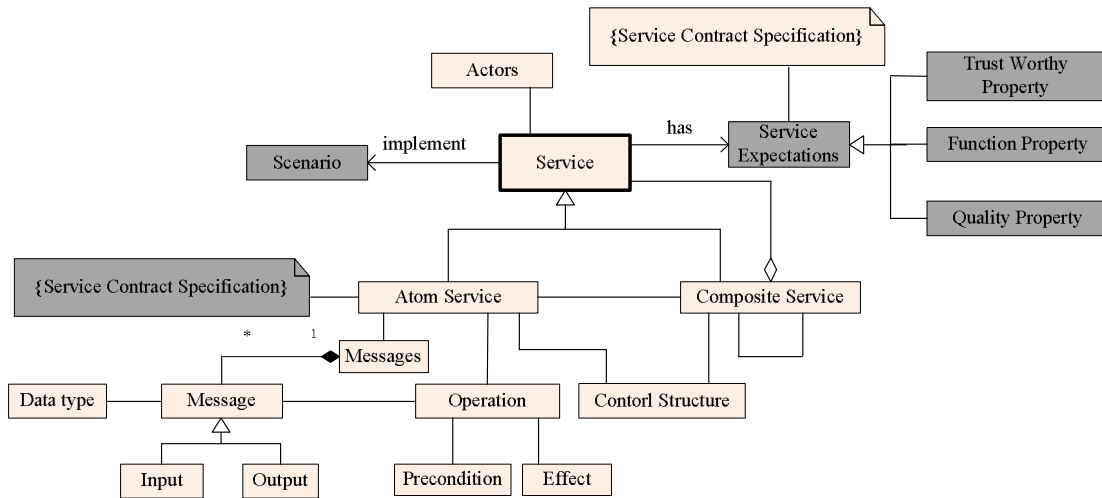 {Service Contract Specification}
Actors
Trust Worthy
Property
has
Service
Expectations
implement
Scenario
Service
Function Property
Quality Property
{Service Contract Specification}
Atom Service
Composite Service
*
1
Messages
Data type
Message
Operation
Contorl Structure
Input
Output
Precondition
Effect